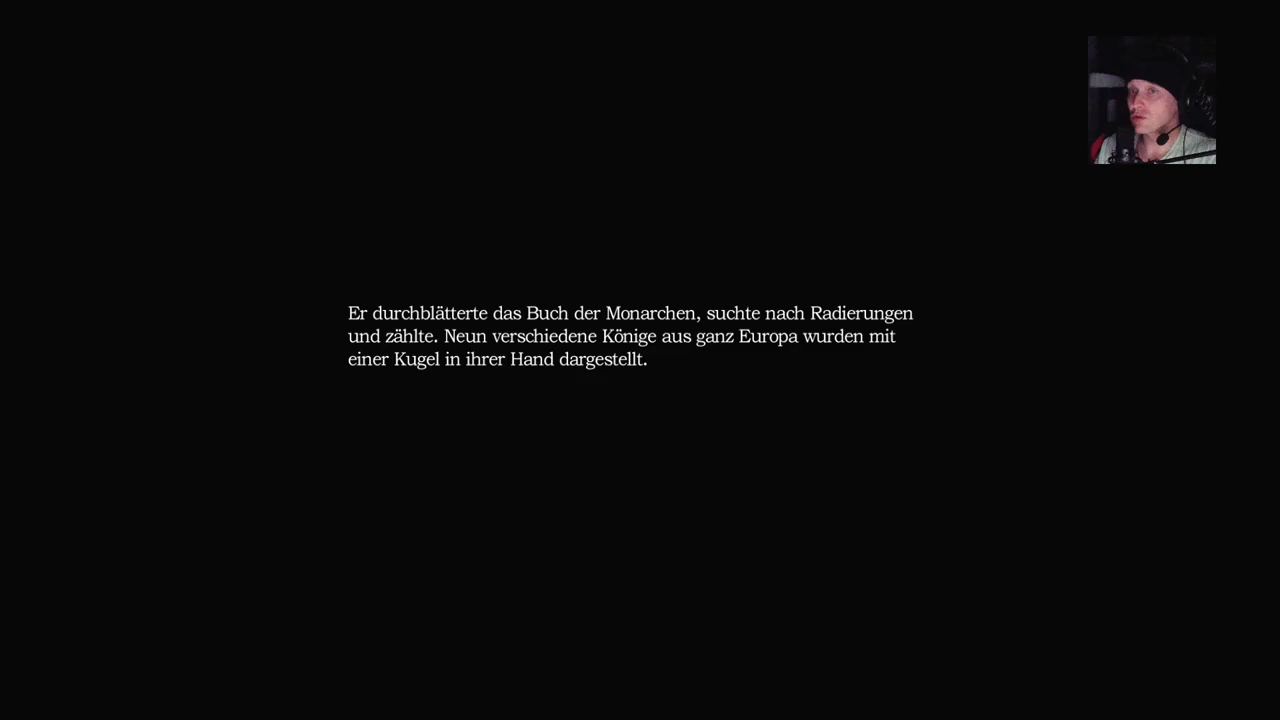 Er durchblätterte das Buch der Monarchen, suchte nach Radierungen
und zählte. Neun verschiedene Könige aus ganz Europa wurden mit
einer Kugel in ihrer Hand dargestellt.